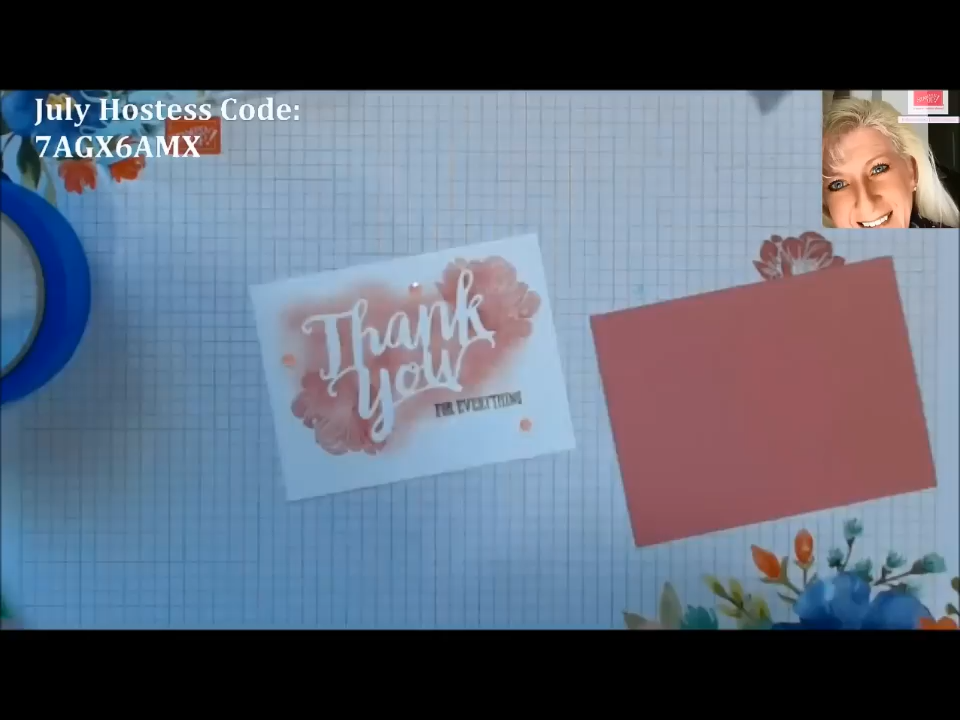 July Hostess Code:
7AGX6AMX
Thank
You
FOR EVERYTHING